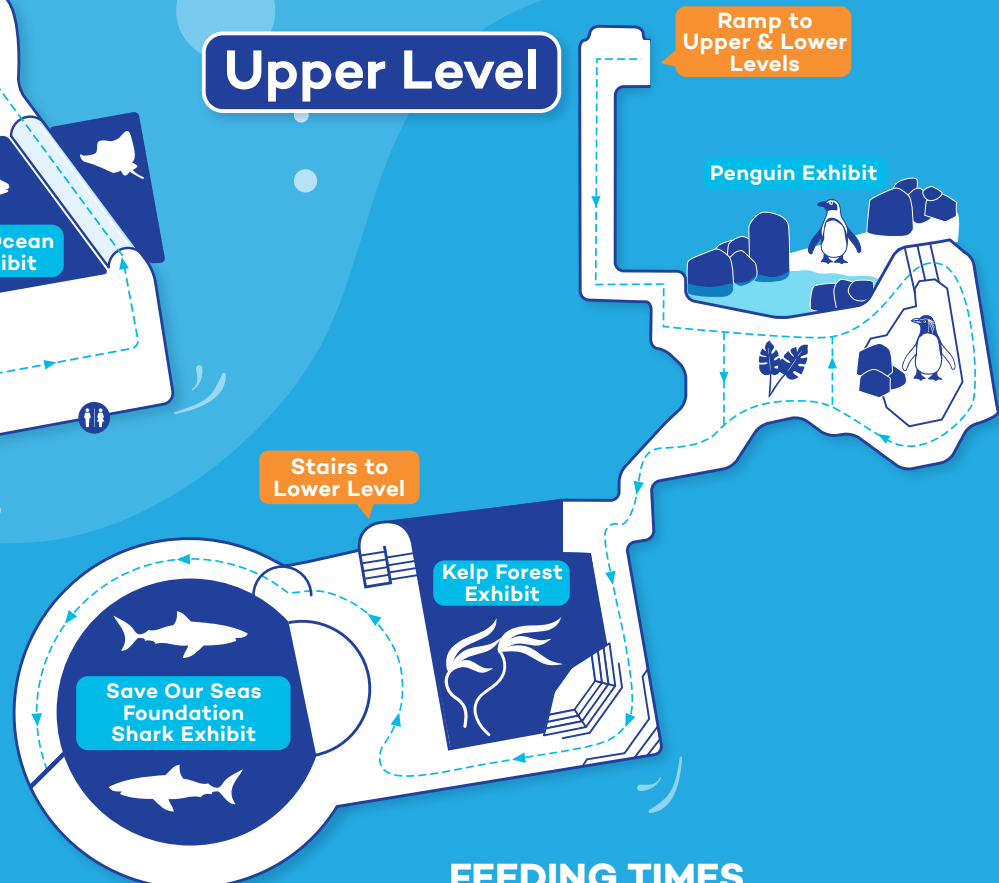 Upper Level
Ramp to
Upper & Lower
Levels
Penguin Exhibit
Stairs to
Lower Level
Kelp Forest
Exhibit
Save Our Seas
Foundation
Shark Exhibit
FEEDING TIMES